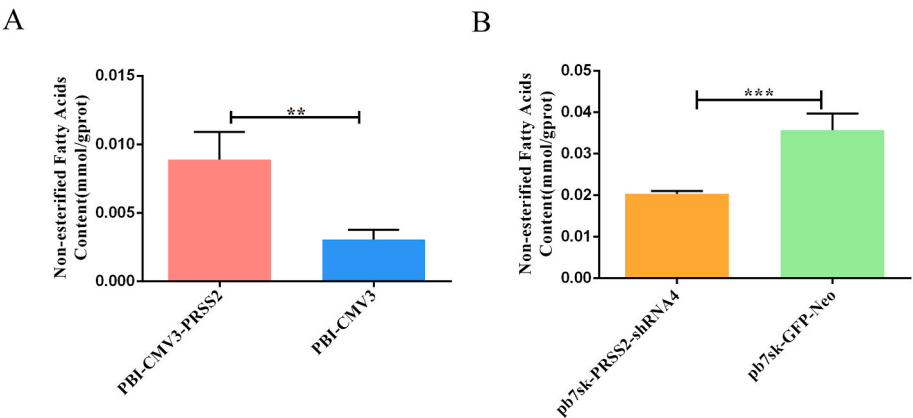 A
Non-esterified Fatty Acids
Content(mmol/gprot)
0.015
0.010
0.005
0.000
**
PBI-CMV3-PRSS2
PBI-CMV3
B
Non-esterified Fatty Acids
Content(mmol/gprot)
0.05
0.04
0.03
0.02
0.01
0.00
***
pb7sk-PRSS2-shRNA4
pb7sk-GFP-Neo